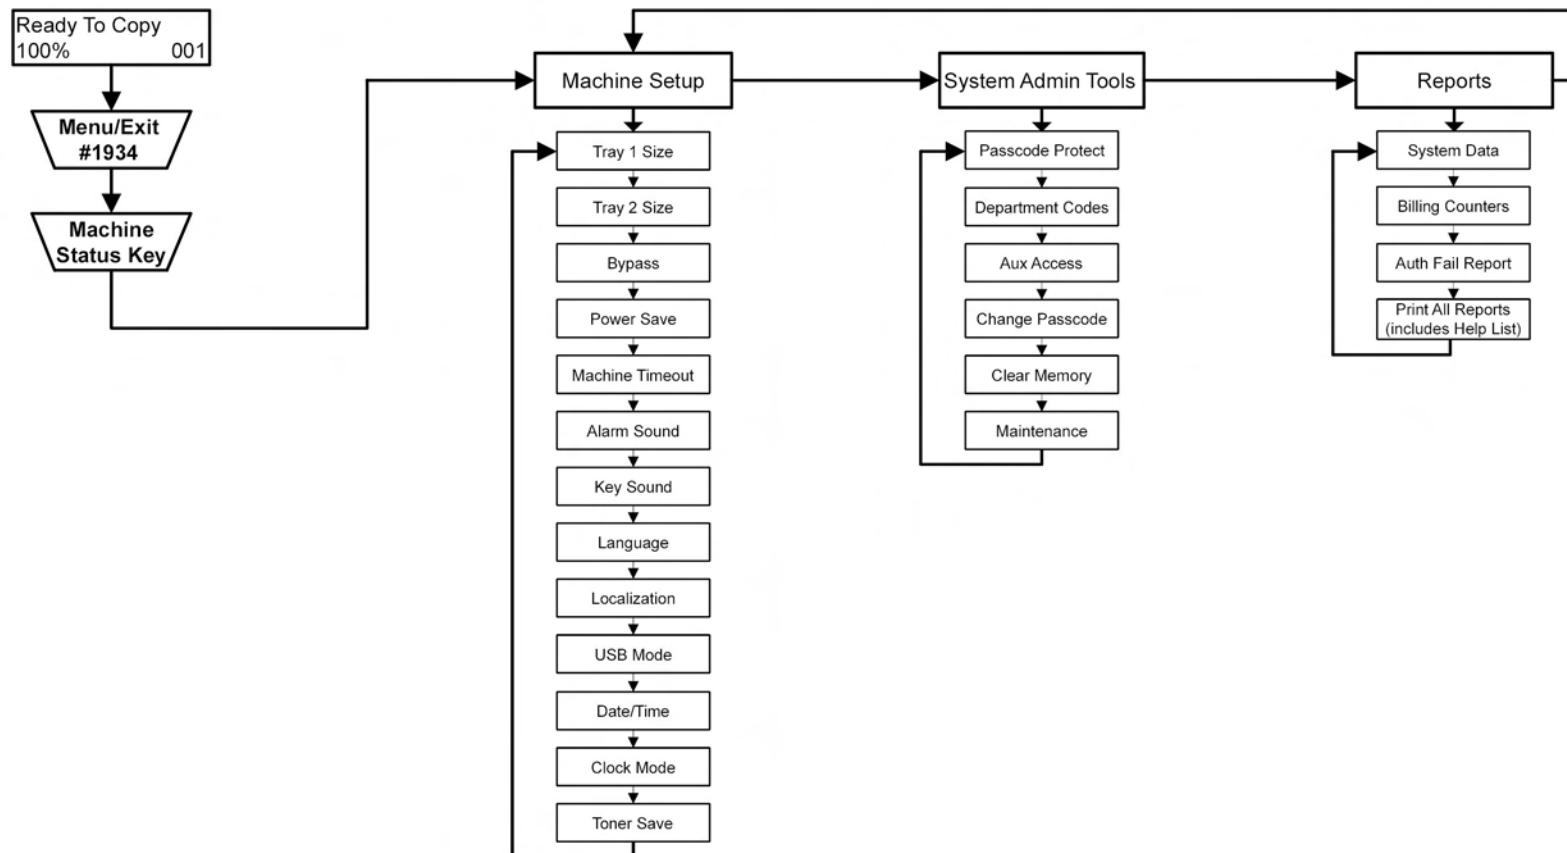 Ready To Copy
100% 001
Menu/Exit
#1934
Machine
Status Key
Machine Setup
Tray 1 Size
Tray 2 Size
Bypass
Power Save
Machine Timeout
Alarm Sound
Key Sound
Language
Localization
USB Mode
Date/Time
Clock Mode
Toner Save
System Admin Tools
Passcode Protect
Department Codes
Aux Access
Change Passcode
Clear Memory
Maintenance
Reports
System Data
Billing Counters
Auth Fail Report
Print All Reports
(includes Help List)